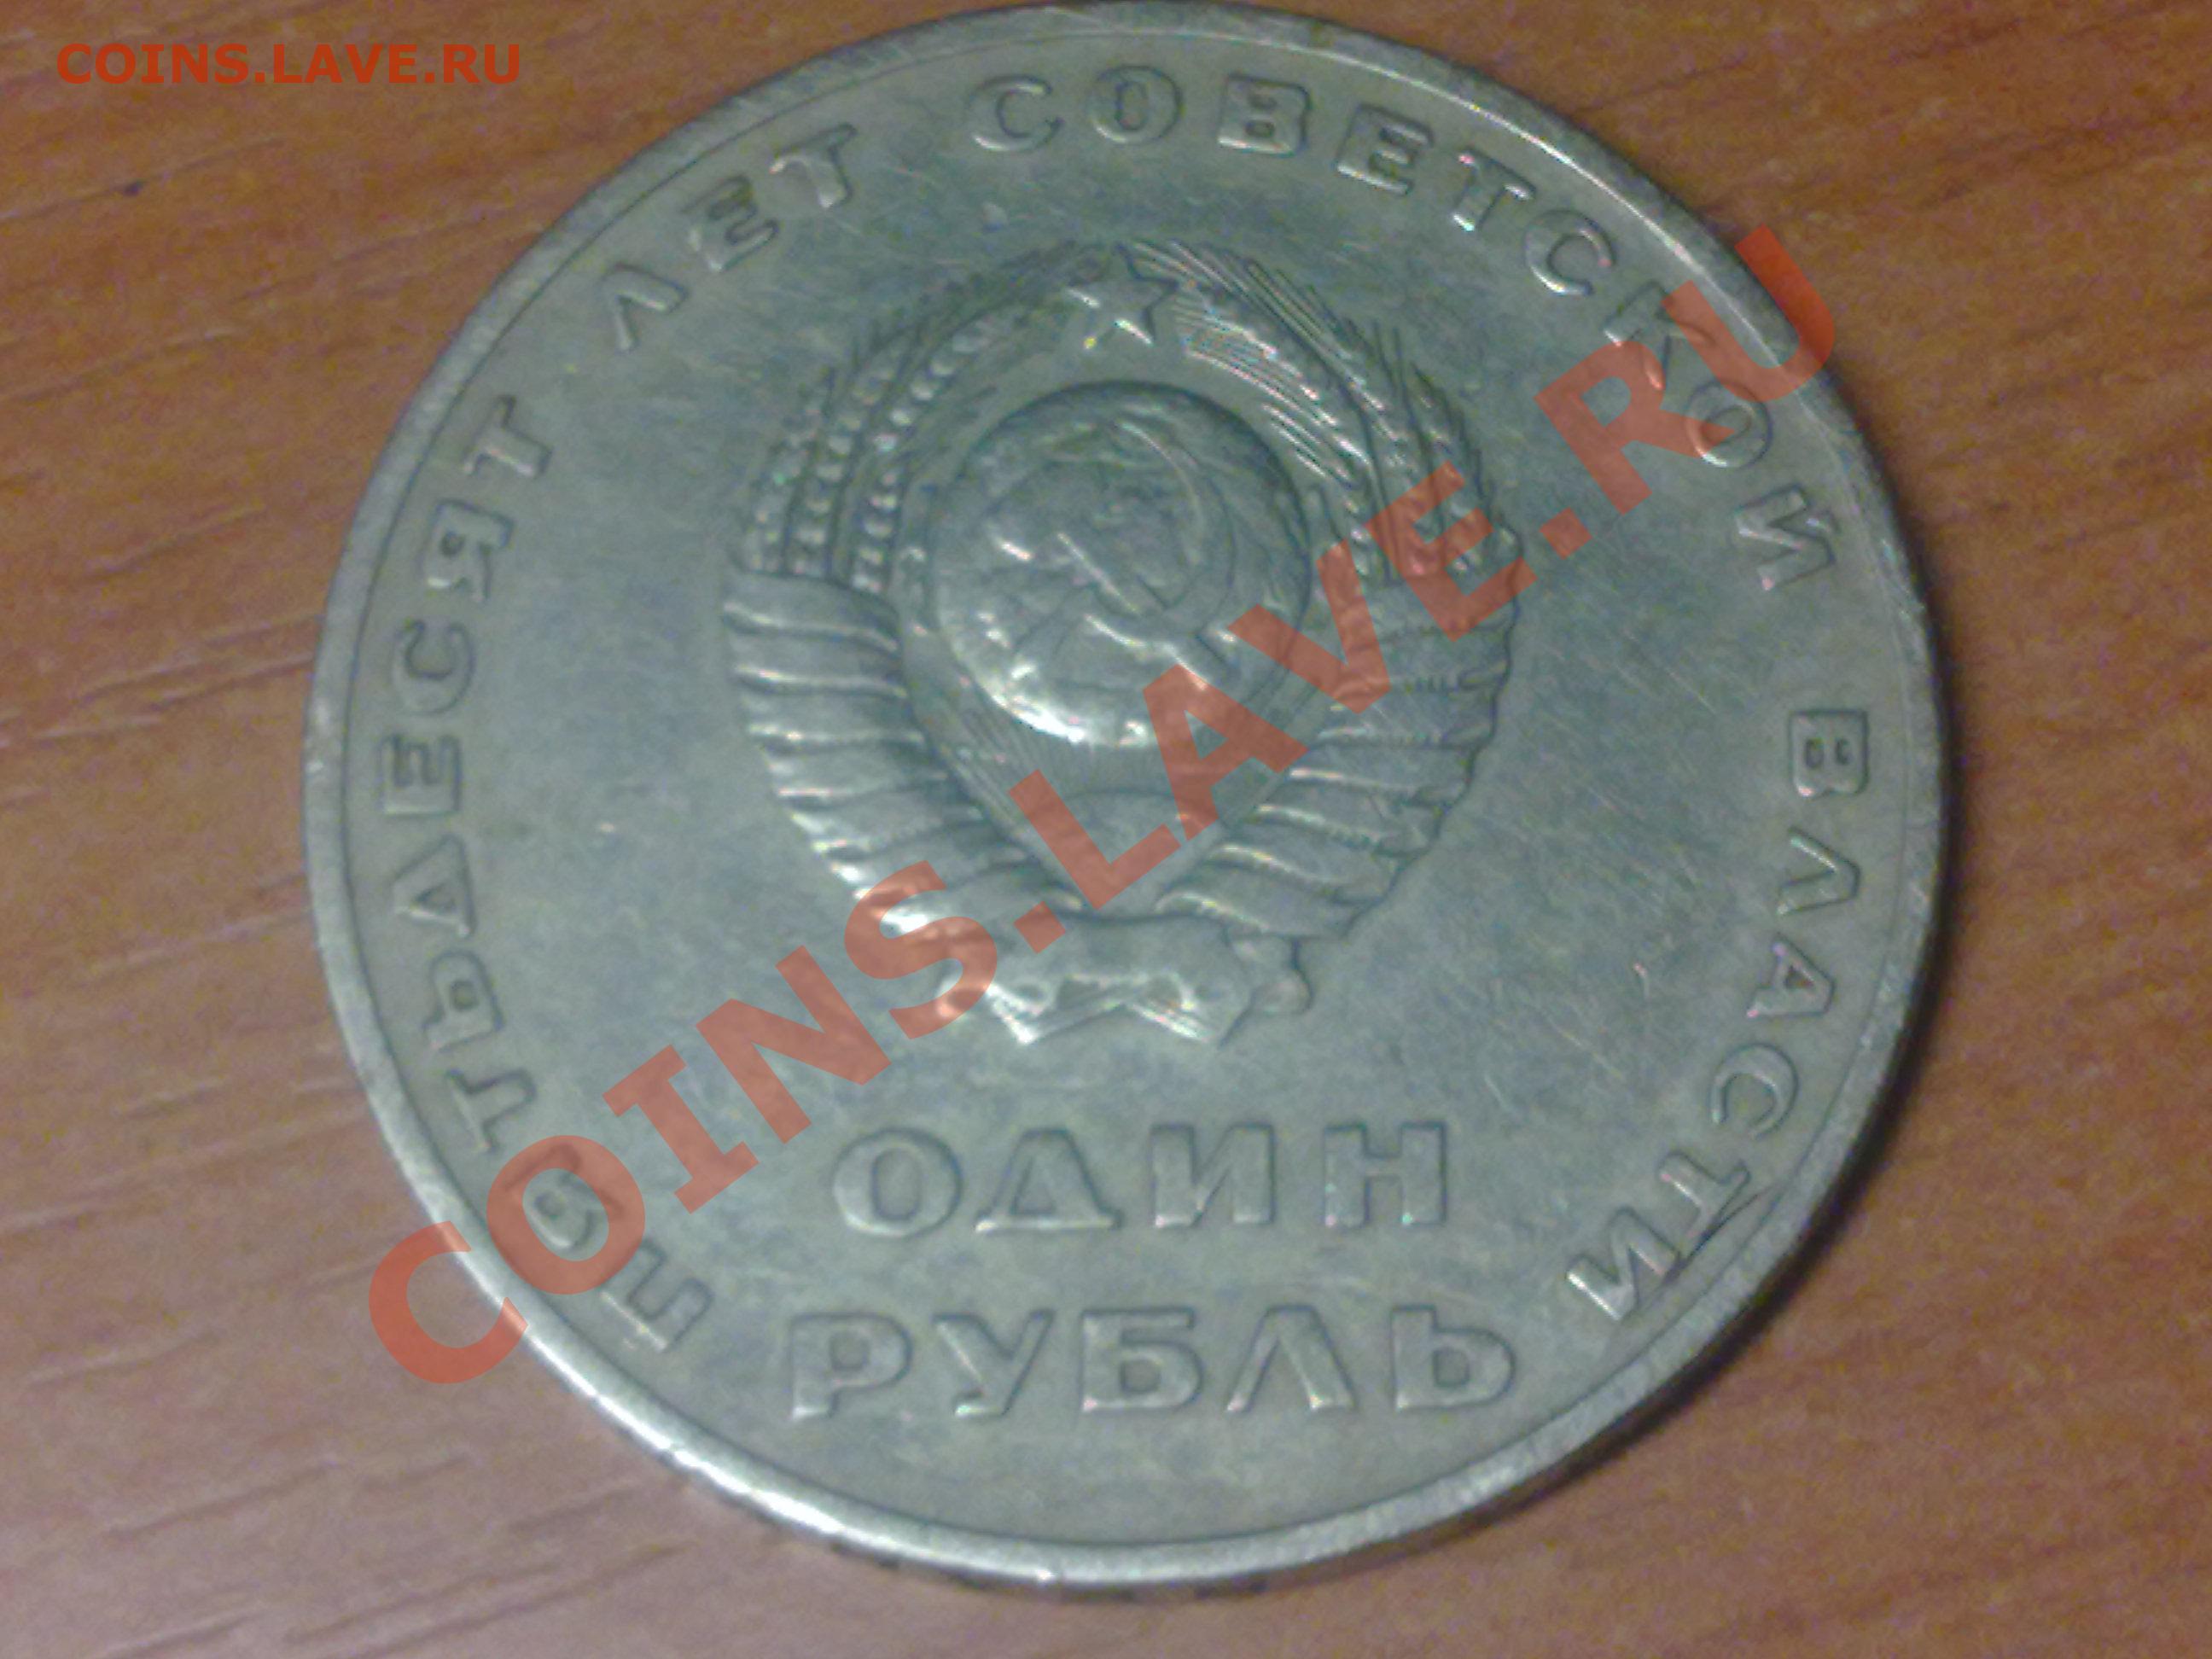 COINS.LAVE.RU
ПЯТЬДЕСЯТ ЛЕТ СОВЕТСКОЙ ВЛАСТИ
ОДИН
РУБЛЬ
COINS.LAVE.RU